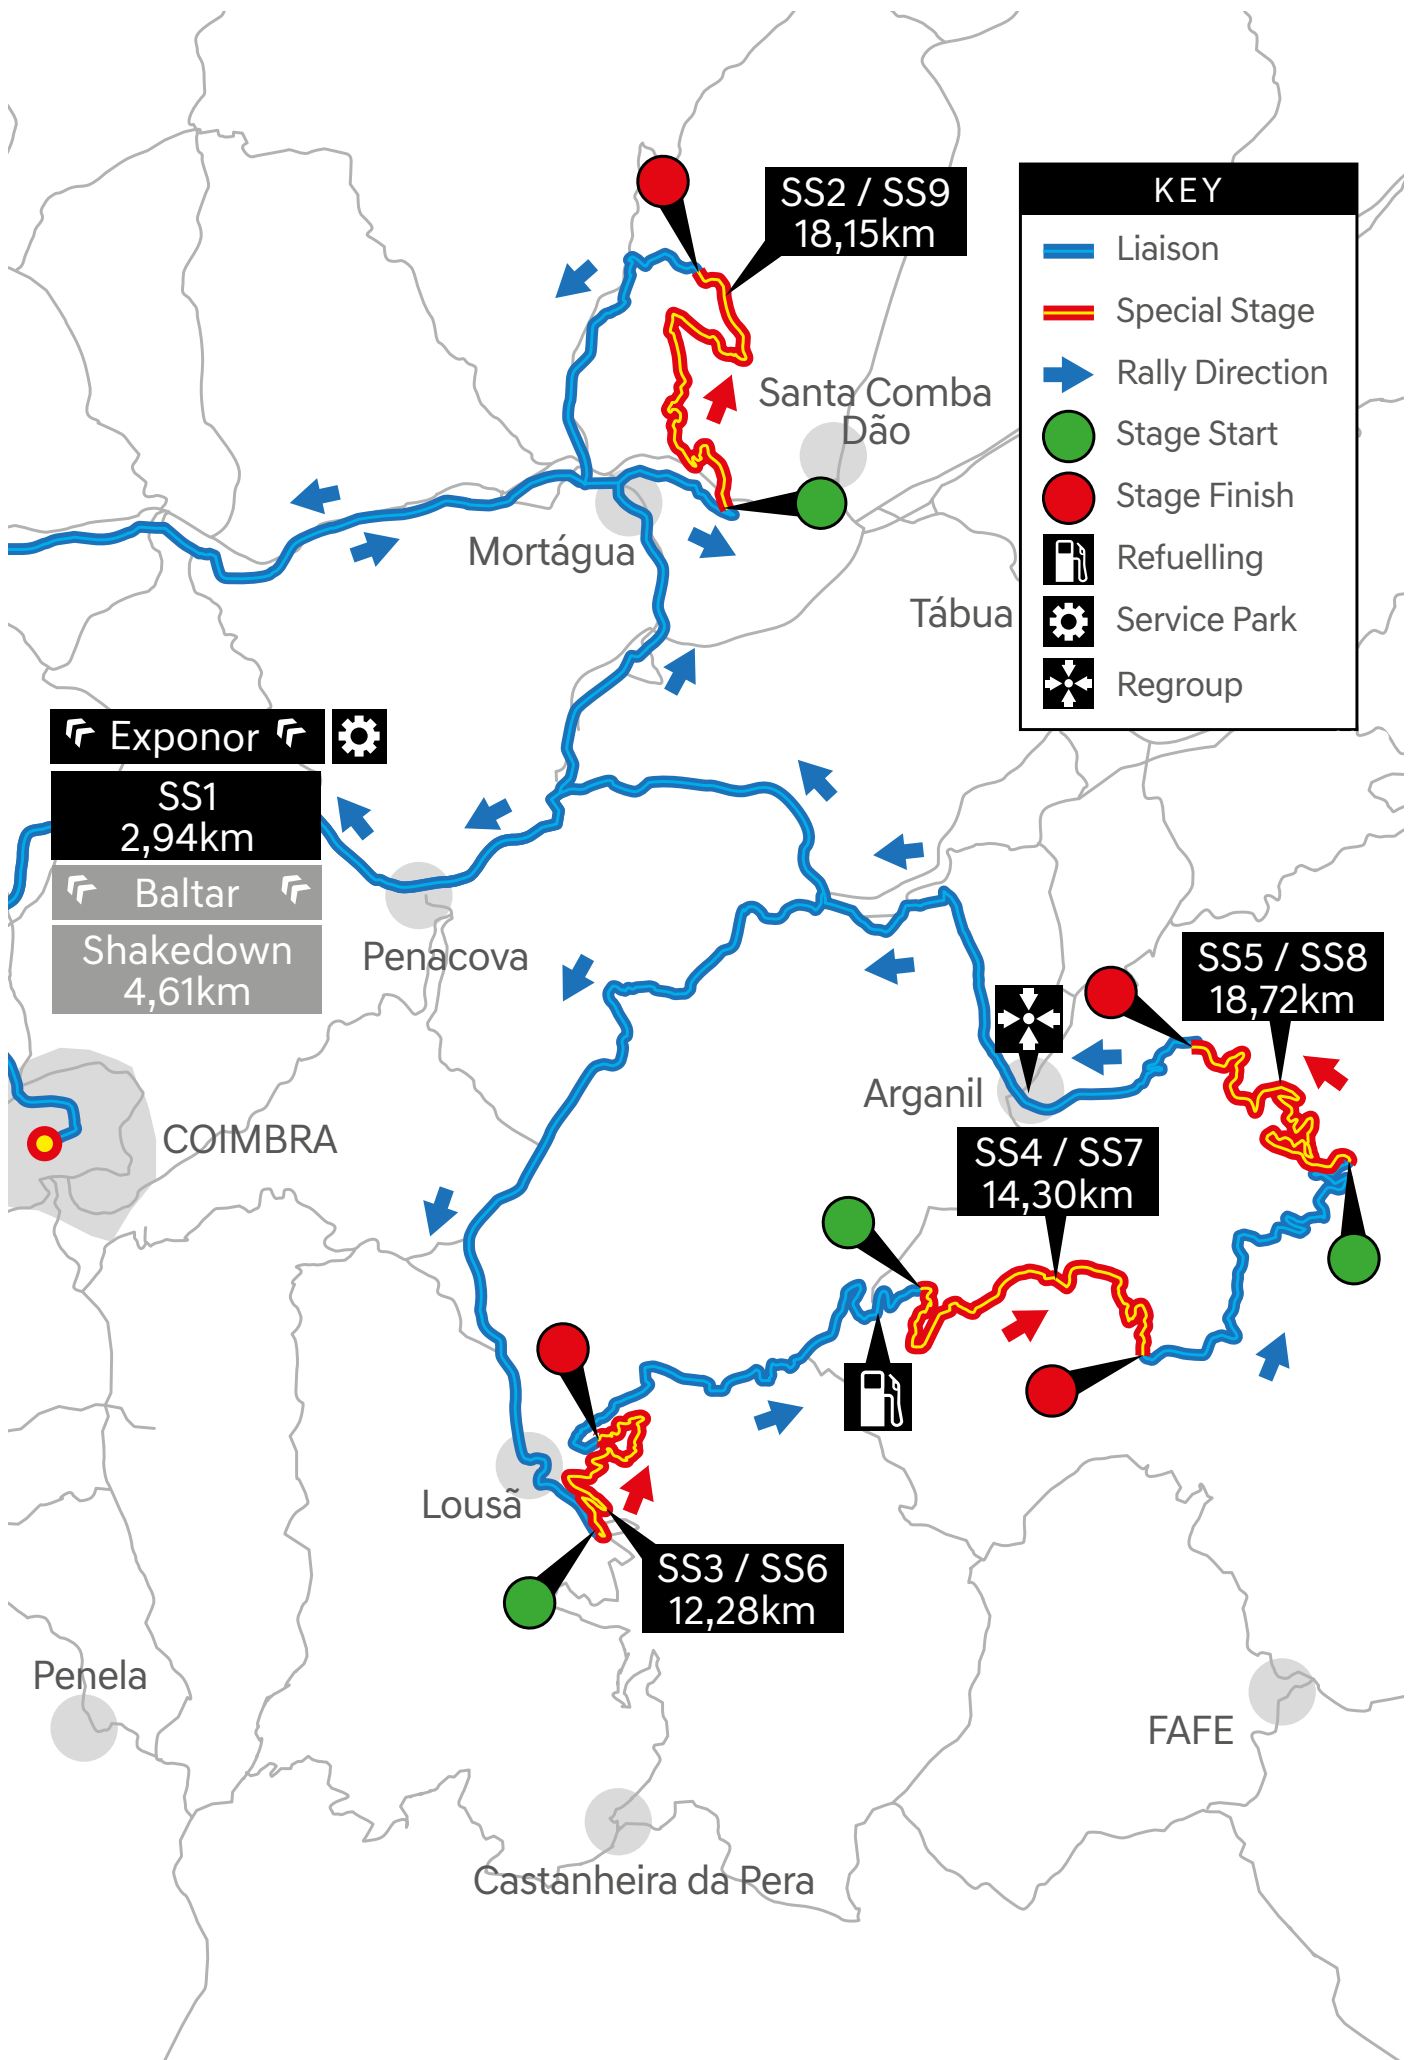 SS2 / SS9
18,15km
KEY
Liaison
Special Stage
Rally Direction
Stage Start
Stage Finish
Refuelling
Service Park
Regroup
Santa Comba
Dão
Mortágua
Tábua
Exponor
SS1
2,94km
Baltar
Shakedown
4,61km
Penacova
SS5 / SS8
18,72km
Arganil
COIMBRA
SS4 / SS7
14,30km
Lousã
SS3 / SS6
12,28km
Penela
FAFE
Castanheira da Pera